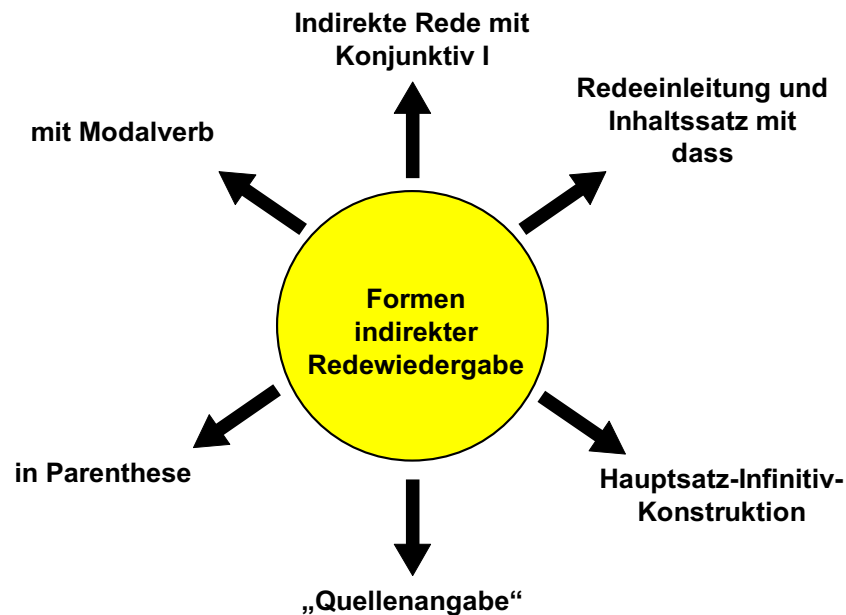 Indirekte Rede mit
Konjunktiv I
Redeeinleitung und
Inhaltssatz mit
dass
mit Modalverb
Formen
indirekter
Redewiedergabe
in Parenthese
Hauptsatz-Infinitiv-
Konstruktion
„Quellenangabe“